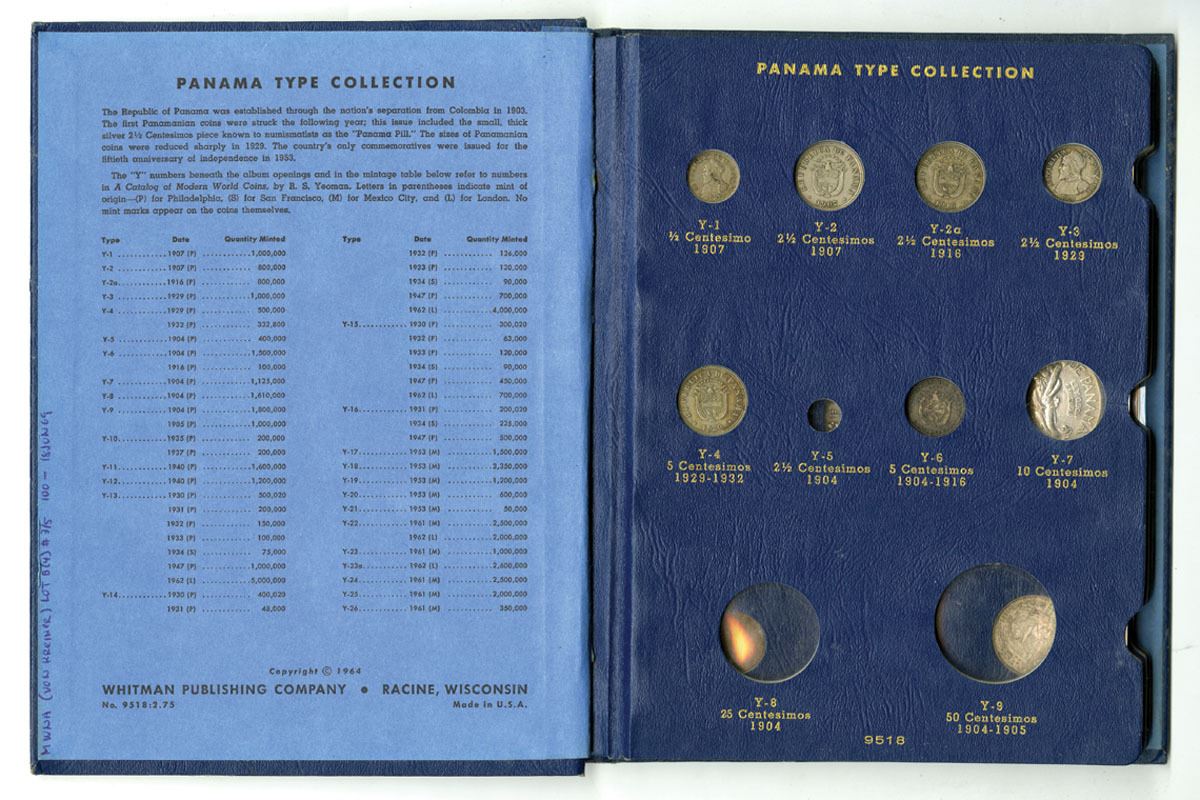 PANAMA TYPE COLLECTION
The Republic of Panama was established through the nation's separation from Colombia in 1903.
The first Panamanian coins were struck the following year; this issue included the small, thick
silver 2½ Centesimos piece known to numismatists as the "Panama Pill." The sizes of Panamanian
coins were reduced sharply in 1929. The country's only commemoratives were issued for the
fiftieth anniversary of independence in 1953.
The "Y" numbers beneath the album openings and in the mintage table below refer to numbers
in A Catalog of Modern World Coins, by R. S. Yeoman. Letters in parentheses indicate mint of
origin—(P) for Philadelphia, (S) for San Francisco, (M) for Mexico City, and (L) for London. No
mint marks appear on the coins themselves.
Type Date Quantity Minted
Y-1 ............ 1907 (P) ............ 1,000,000
Y-2 ............ 1907 (P) ............ 800,000
Y-2a ............ 1916 (P) ............ 800,000
Y-3 ............ 1929 (P) ............ 1,000,000
Y-4 ............ 1929 (P) ............ 500,000
1932 (P) ............ 332,800
Y-5 ............ 1904 (P) ............ 400,000
Y-6 ............ 1904 (P) ............ 1,500,000
1916 (P) ............ 100,000
Y-7 ............ 1904 (P) ............ 1,125,000
Y-8 ............ 1904 (P) ............ 1,610,000
Y-9 ............ 1904 (P) ............ 1,800,000
1905 (P) ............ 1,000,000
Y-10 ............ 1935 (P) ............ 200,000
1937 (P) ............ 200,000
Y-11 ............ 1940 (P) ............ 1,600,000
Y-12 ............ 1940 (P) ............ 1,200,000
Y-13 ............ 1930 (P) ............ 500,020
1931 (P) ............ 200,000
1932 (P) ............ 150,000
1933 (P) ............ 100,000
1934 (S) ............ 75,000
1947 (P) ............ 1,000,000
1962 (L) ............ 5,000,000
Y-14 ............ 1930 (P) ............ 400,020
1931 (P) ............ 48,000
Type Date Quantity Minted
1932 (P) ............ 126,000
1933 (P) ............ 120,000
1934 (S) ............ 90,000
1947 (P) ............ 700,000
1962 (L) ............ 4,000,000
Y-15 ............ 1930 (P) ............ 300,020
1932 (P) ............ 63,000
1933 (P) ............ 120,000
1934 (S) ............ 90,000
1947 (P) ............ 450,000
1962 (L) ............ 700,000
Y-16 ............ 1931 (P) ............ 200,020
1934 (S) ............ 225,000
1947 (P) ............ 500,000
Y-17 ............ 1953 (M) ............ 1,500,000
Y-18 ............ 1953 (M) ............ 3,350,000
Y-19 ............ 1953 (M) ............ 1,200,000
Y-20 ............ 1953 (M) ............ 600,000
Y-21 ............ 1953 (M) ............ 50,000
Y-22 ............ 1961 (M) ............ 2,500,000
1962 (L) ............ 2,000,000
Y-23 ............ 1961 (M) ............ 1,000,000
Y-23a ............ 1962 (L) ............ 2,600,000
Y-24 ............ 1961 (M) ............ 2,500,000
Y-25 ............ 1961 (M) ............ 2,000,000
Y-26 ............ 1961 (M) ............ 350,000
Copyright © 1964
WHITMAN PUBLISHING COMPANY • RACINE, WISCONSIN
No. 9518:2.75 Made in U.S.A.
MWNA (VON KREINER) LOT B(4) # 7/5 100 - 18JUN69
PANAMA TYPE COLLECTION
Y-1
½ Centesimo
1907
Y-2
2½ Centesimos
1907
Y-2a
2½ Centesimos
1916
Y-3
2½ Centesimos
1929
Y-4
5 Centesimos
1929-1932
Y-5
2½ Centesimos
1904
Y-6
5 Centesimos
1904-1916
Y-7
10 Centesimos
1904
Y-8
25 Centesimos
1904
Y-9
50 Centesimos
1904-1905
9518